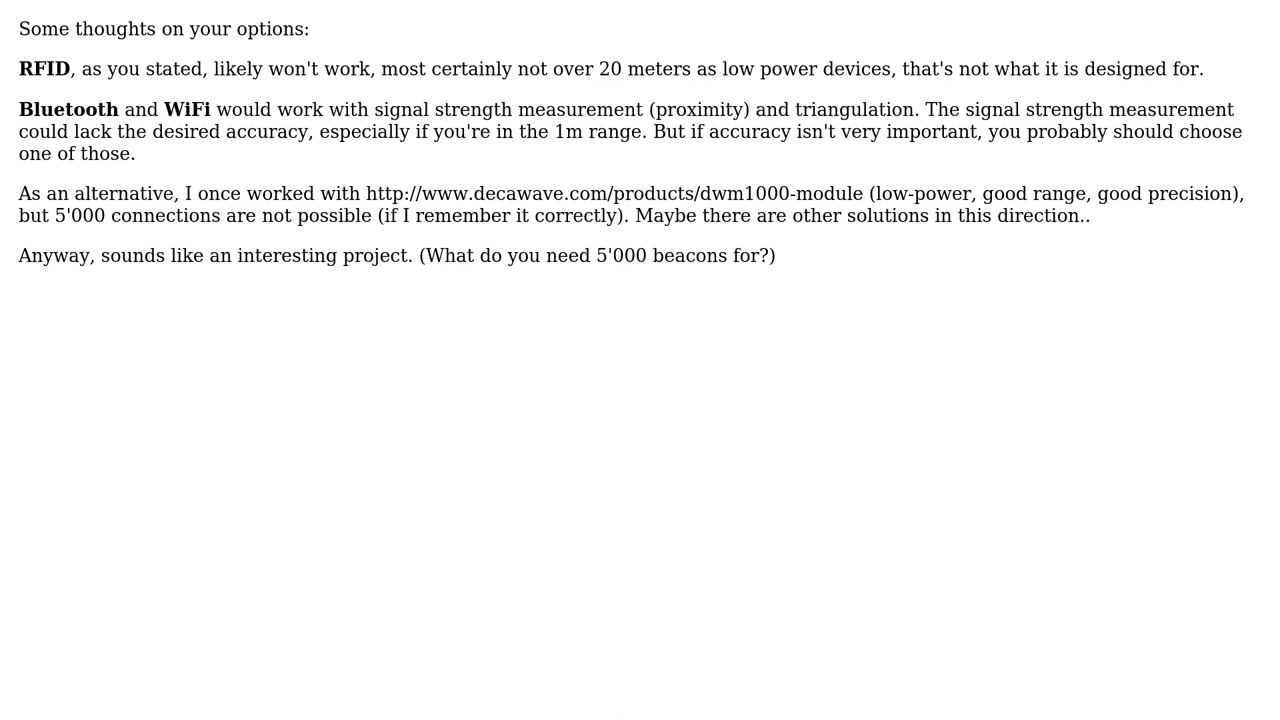 Some thoughts on your options:
RFID, as you stated, likely won't work, most certainly not over 20 meters as low power devices, that's not what it is designed for.
Bluetooth and WiFi would work with signal strength measurement (proximity) and triangulation. The signal strength measurement
could lack the desired accuracy, especially if you're in the 1m range. But if accuracy isn't very important, you probably should choose
one of those.
As an alternative, I once worked with http://www.decawave.com/products/dwm1000-module (low-power, good range, good precision),
but 5'000 connections are not possible (if I remember it correctly). Maybe there are other solutions in this direction..
Anyway, sounds like an interesting project. (What do you need 5'000 beacons for?)